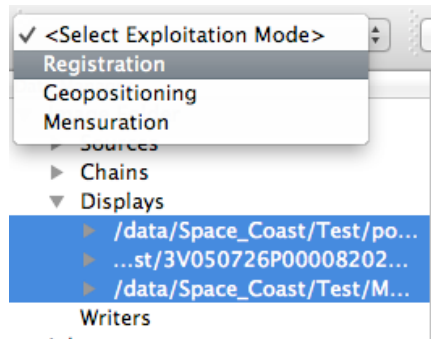 ✓ <Select Exploitation Mode>
Registration
Geopositioning
Mensuration
Sources
Chains
Displays
/data/Space_Coast/Test/po...
...st/3V050726P00008202...
/data/Space_Coast/Test/M...
Writers